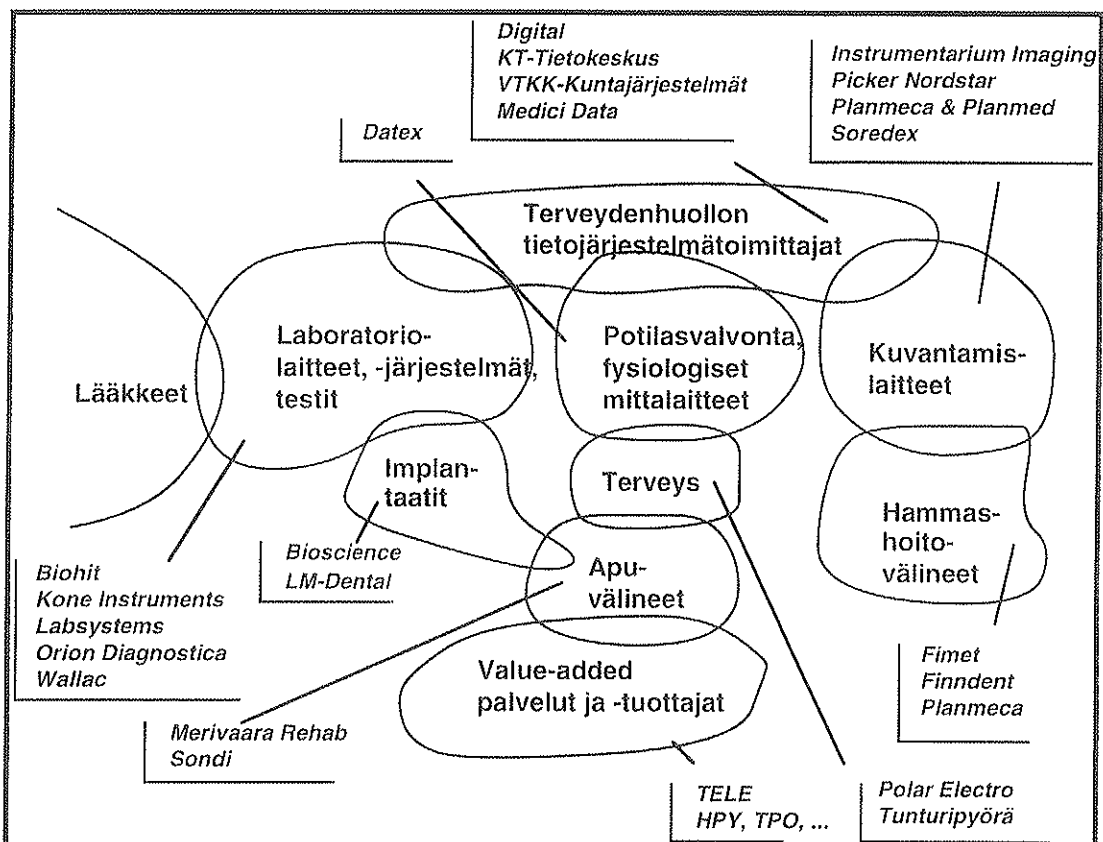 Digital
KT-Tietokeskus
VTKK-Kuntajärjestelmät
Medici Data
Instrumentarium Imaging
Picker Nordstar
Planmeca & Planmed
Soredex
Datex
Terveydenhuollon
tietojärjestelmätoimittajat
Laboratorio-
laitteet, -järjestelmät,
testit
Potilasvalvonta,
fysiologiset
mittalaitteet
Kuvantamis-
laitteet
Lääkkeet
Implan-
taatit
Terveys
Hammas-
hoito-
välineet
Bioscience
LM-Dental
Apu-
välineet
Biohit
Kone Instruments
Labsystems
Orion Diagnostica
Wallac
Value-added
palvelut ja -tuottajat
Fimet
Finndent
Planmeca
Merivaara Rehab
Sondi
TELE
HPY, TPO, ...
Polar Electro
Tunturipyörä